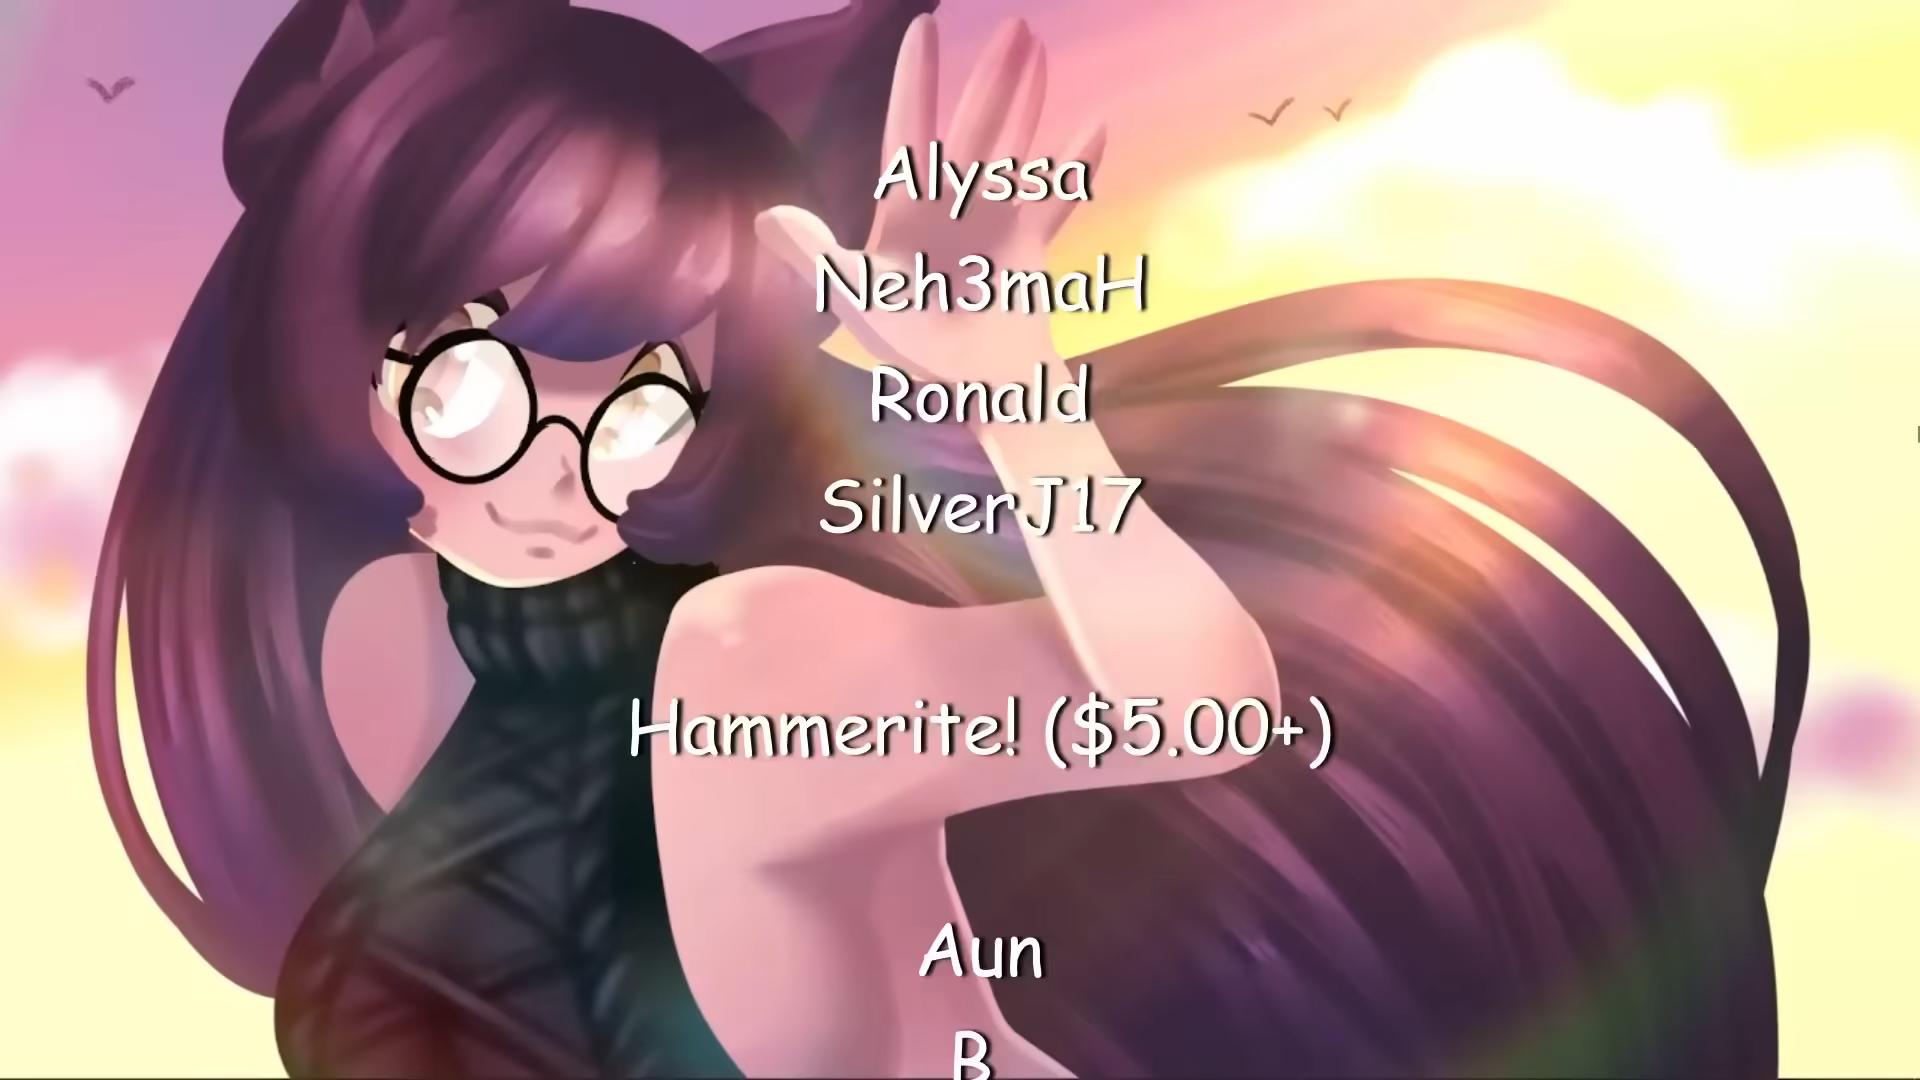 Alyssa
Neh3maH
Ronald
SilverJ17
Hammerite! ($5.00+)
Aun
B